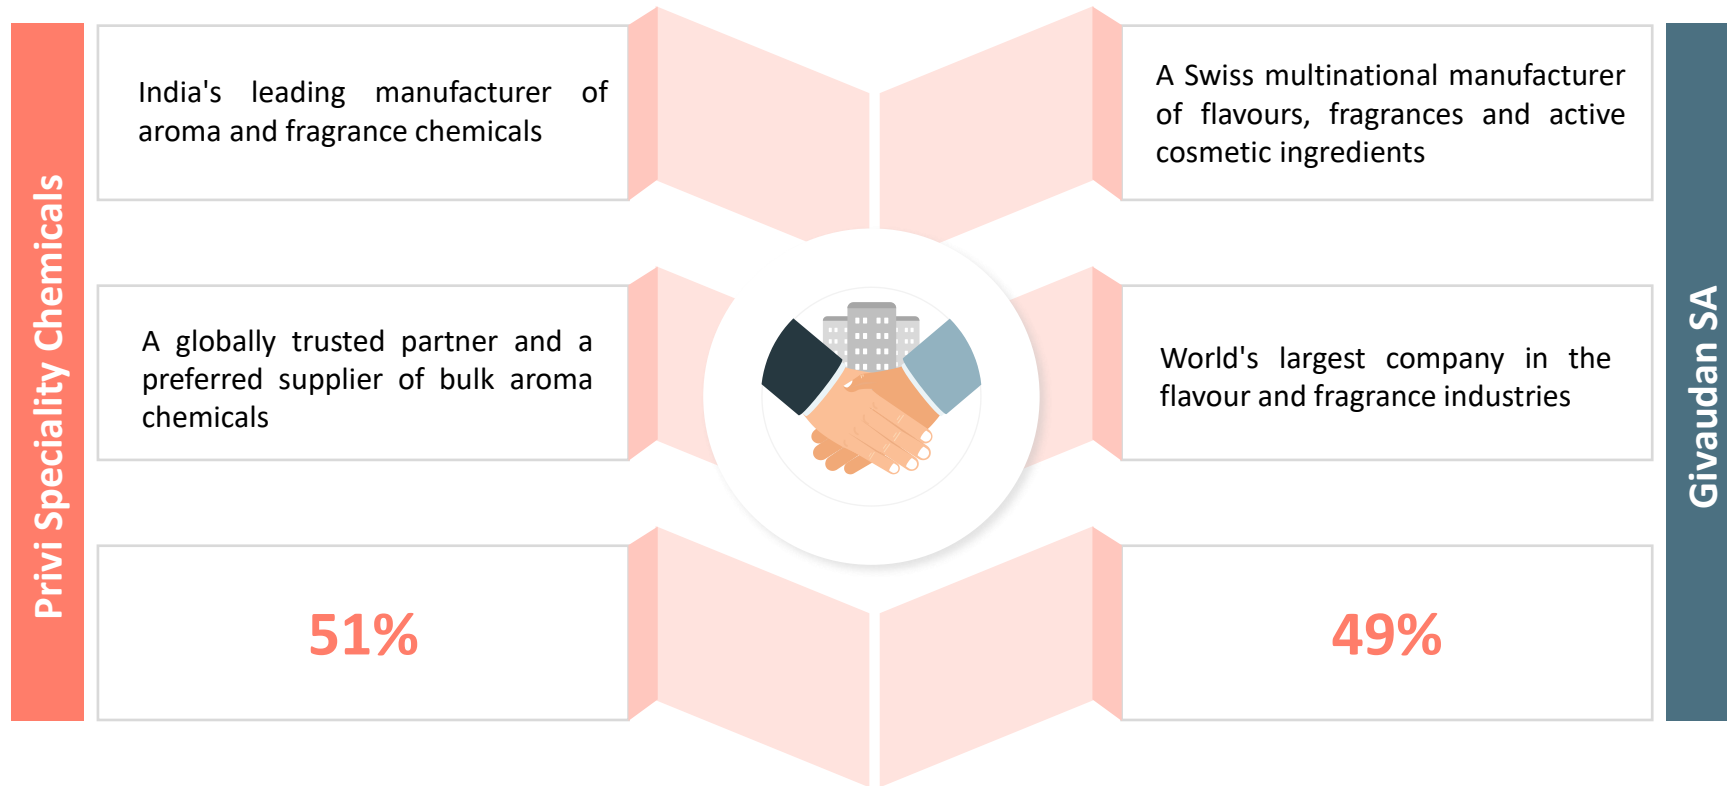 Privi Speciality Chemicals
India's leading manufacturer of
aroma and fragrance chemicals
A globally trusted partner and a
preferred supplier of bulk aroma
chemicals
51%
A Swiss multinational manufacturer
of flavours, fragrances and active
cosmetic ingredients
World's largest company in the
flavour and fragrance industries
49%
Givaudan SA